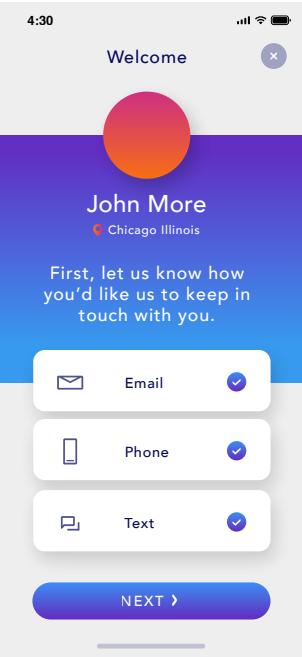 4:30
Welcome
John More
Chicago Illinois
First, let us know how
you’d like us to keep in
touch with you.
Email
Phone
Text
NEXT